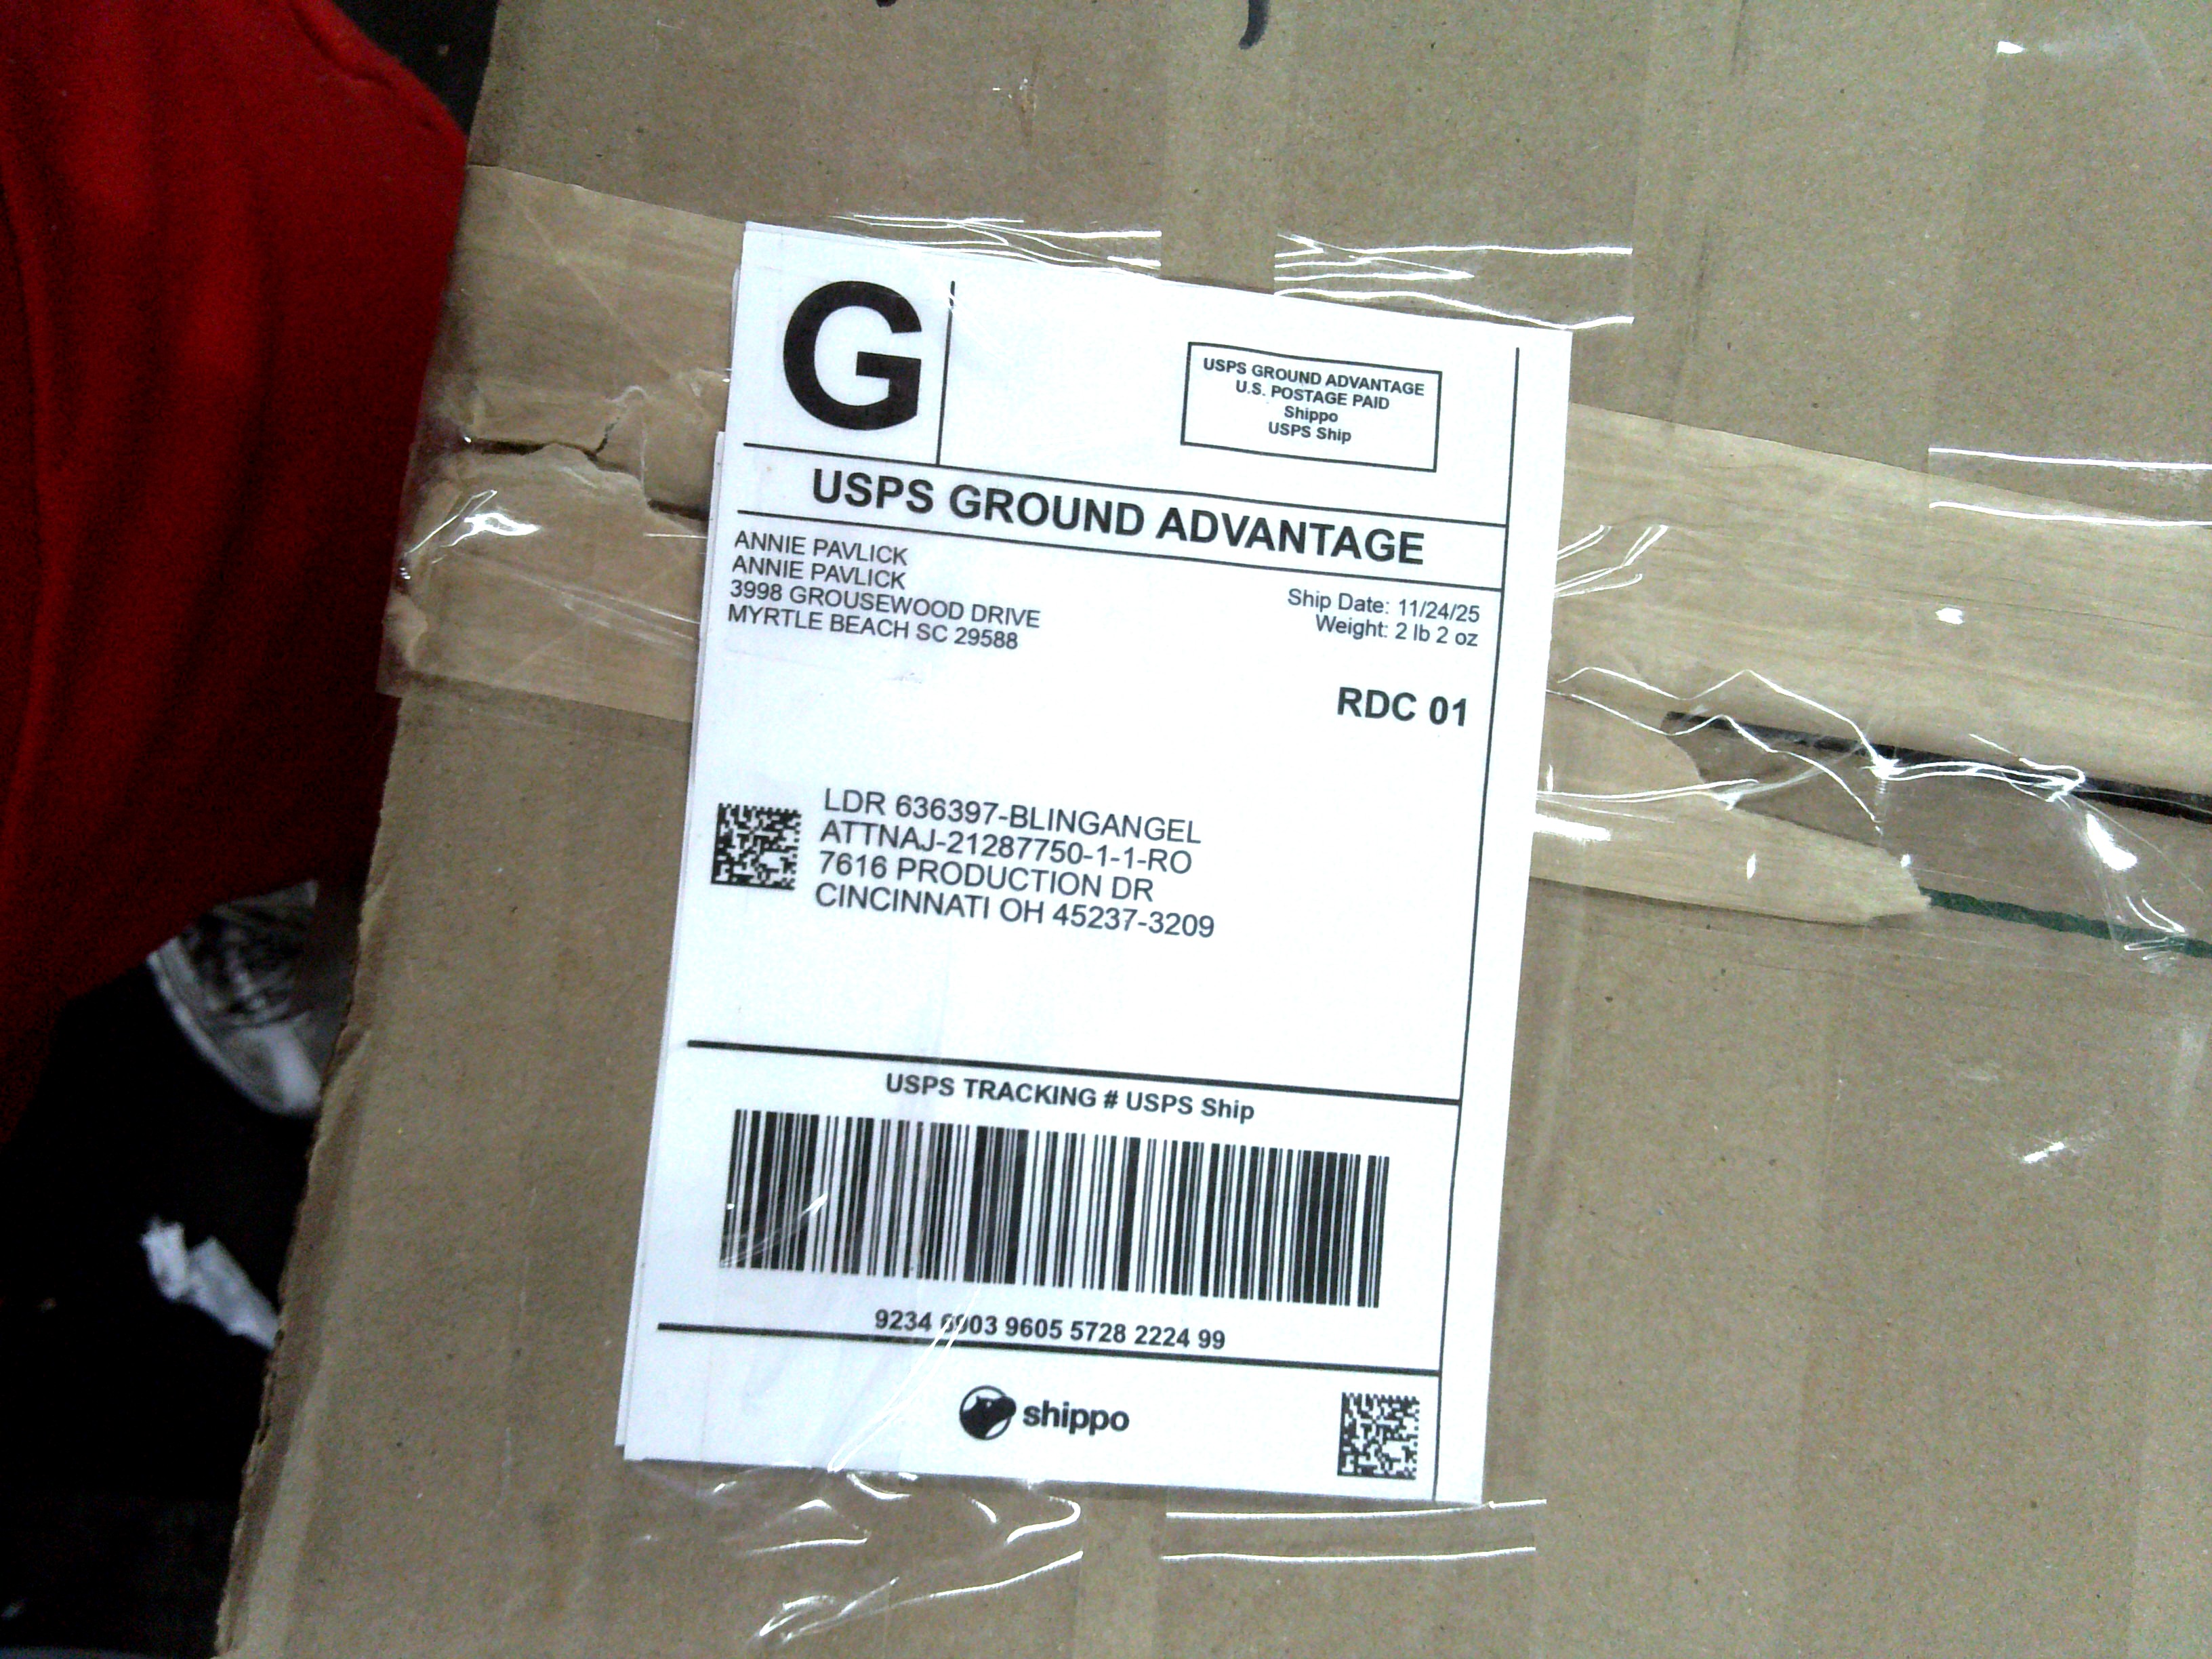 G
USPS GROUND ADVANTAGE
U.S. POSTAGE PAID
Shippo
USPS Ship
USPS GROUND ADVANTAGE
ANNIE PAVLICK
ANNIE PAVLICK
3998 GROUSEWOOD DRIVE
MYRTLE BEACH SC 29588
Ship Date: 11/24/25
Weight: 2 lb 2 oz
RDC 01
LDR 636397-BLINGANGEL
ATTNAJ-21287750-1-1-RO
7616 PRODUCTION DR
CINCINNATI OH 45237-3209
USPS TRACKING # USPS Ship
9234 6903 9605 5728 2224 99
shippo